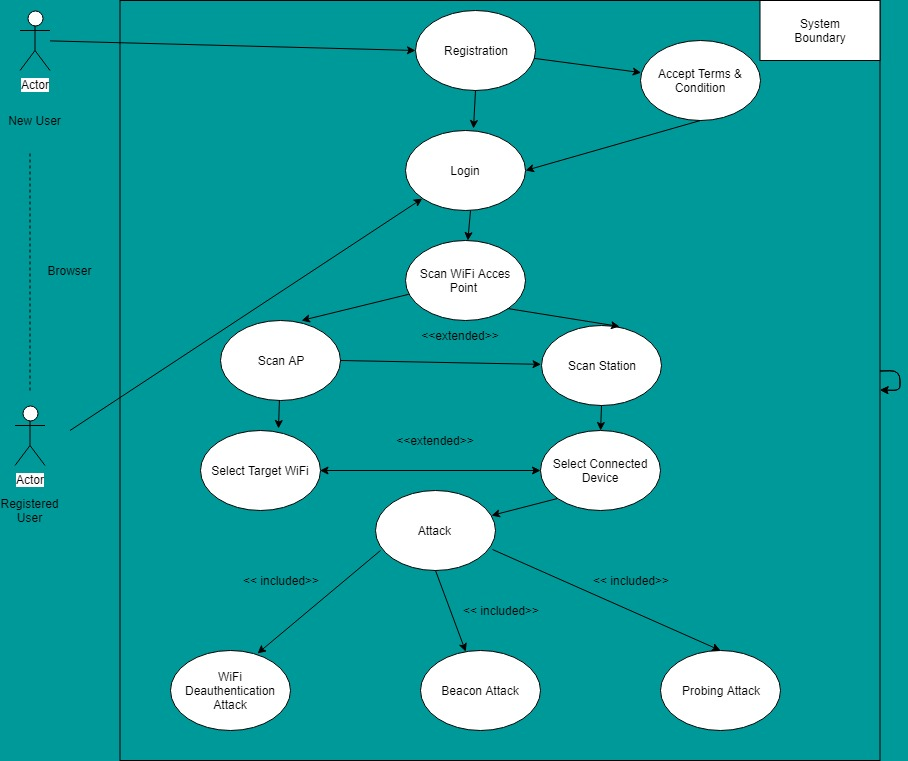 System
Boundary
Registration
Accept Terms &
Condition
Actor
New User
Login
Browser
Scan WiFi Acces
Point
<<extended>>
Scan AP
Scan Station
<<extended>>
Select Target WiFi
Select Connected
Device
Actor
Registered
User
Attack
<< included>>
<< included>>
<< included>>
WiFi
Deauthentication
Attack
Beacon Attack
Probing Attack